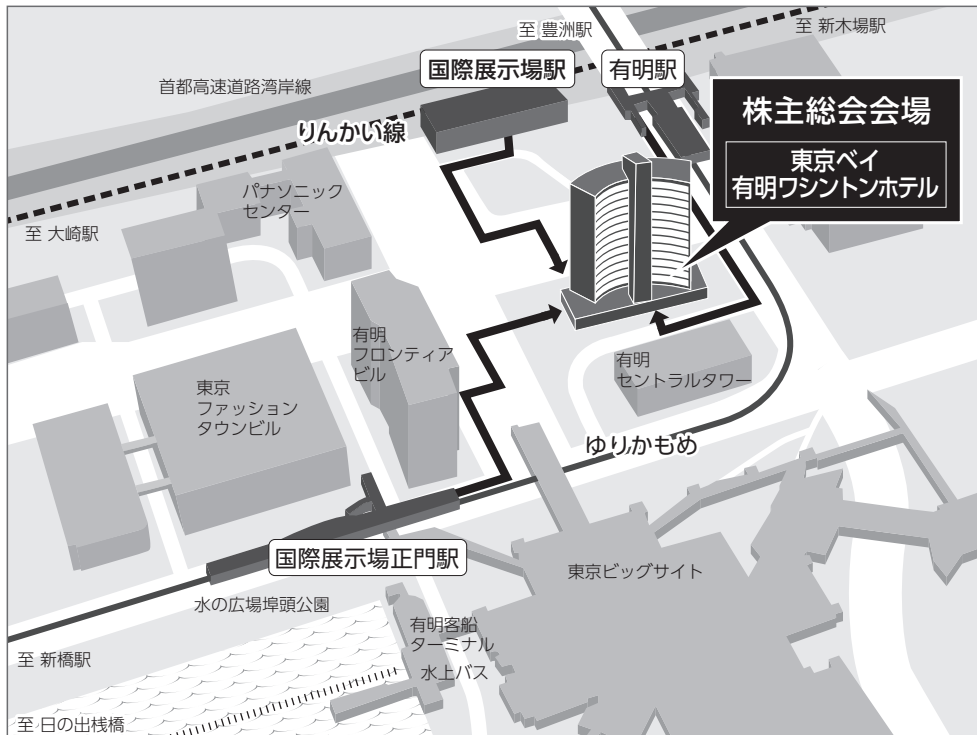 至 豊洲駅
至 新木場駅
国際展示場駅
有明駅
首都高速道路湾岸線
株主総会会場
東京ベイ
有明ワシントンホテル
りんかい線
パナソニック
センター
至 大崎駅
有明
フロンティア
ビル
有明
セントラルタワー
東京
ファッション
タウンビル
ゆりかもめ
国際展示場正門駅
東京ビッグサイト
水の広場埠頭公園
有明客船
ターミナル
水上バス
至 新橋駅
至 日の出桟橋